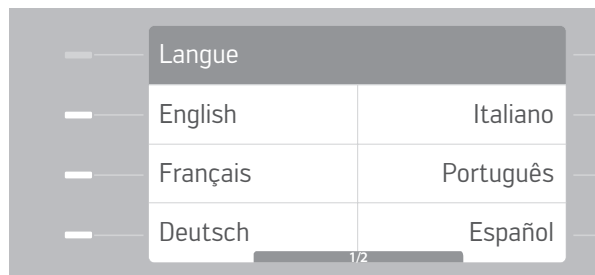 Langue
English Italiano
Français Português
Deutsch Español
1/2